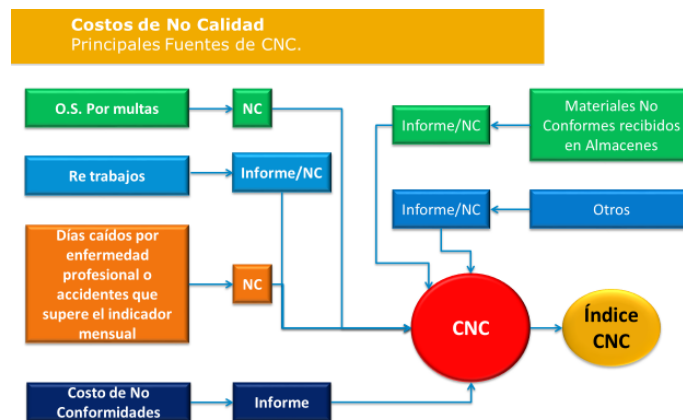 Costos de No Calidad
Principales Fuentes de CNC.
O.S. Por multas
NC
Re trabajos
Informe/NC
Días caídos por
enfermedad
profesional o
accidentes que
supere el indicador
mensual
NC
Costo de No
Conformidades
Informe
Informe/NC
Materiales No
Conformes recibidos
en Almacenes
Informe/NC
Otros
CNC
Índice
CNC